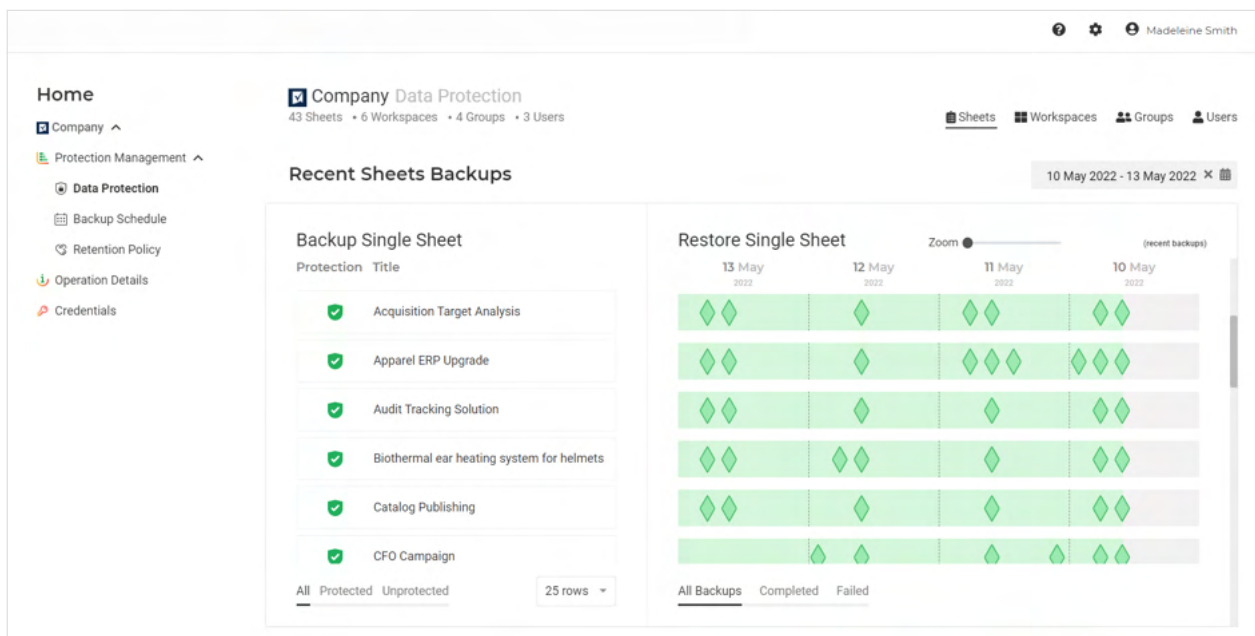 Madeleine Smith
Home
Company
Protection Management
Data Protection
Backup Schedule
Retention Policy
Operation Details
Credentials
Company Data Protection
43 Sheets • 6 Workspaces • 4 Groups • 3 Users
Sheets Workspaces Groups Users
Recent Sheets Backups
10 May 2022 - 13 May 2022
Backup Single Sheet
Protection Title
Acquisition Target Analysis
Apparel ERP Upgrade
Audit Tracking Solution
Biothermal ear heating system for helmets
Catalog Publishing
CFO Campaign
All Protected Unprotected 25 rows
Restore Single Sheet Zoom (recent backups)
13 May 12 May 11 May 10 May
2022 2022 2022 2022
All Backups Completed Failed